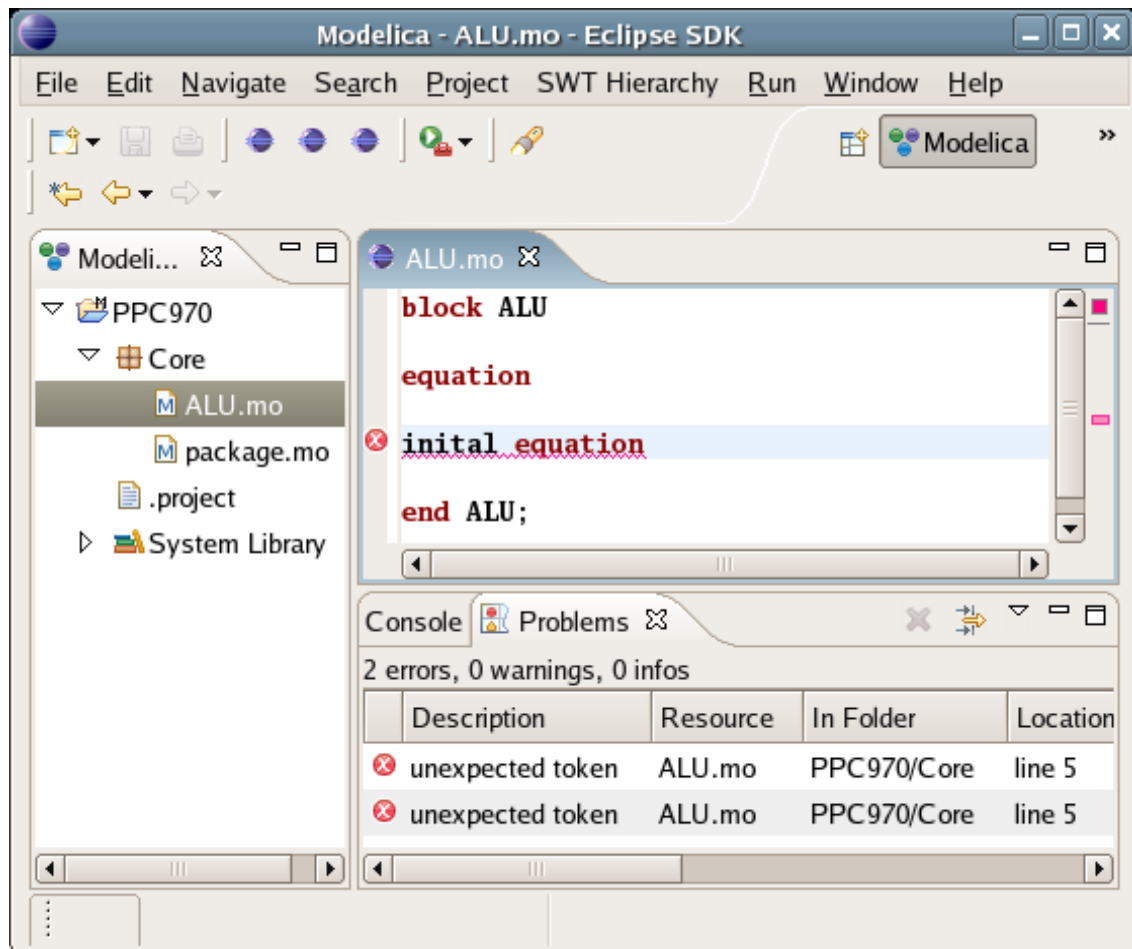 Modelica - ALU.mo - Eclipse SDK
File Edit Navigate Search Project SWT Hierarchy Run Window Help
Modelica »
Modeli...
PPC970
Core
ALU.mo
package.mo
.project
System Library
ALU.mo
block ALU
equation
inital equation
end ALU;
Console Problems
2 errors, 0 warnings, 0 infos
Description Resource In Folder Location
unexpected token ALU.mo PPC970/Core line 5
unexpected token ALU.mo PPC970/Core line 5